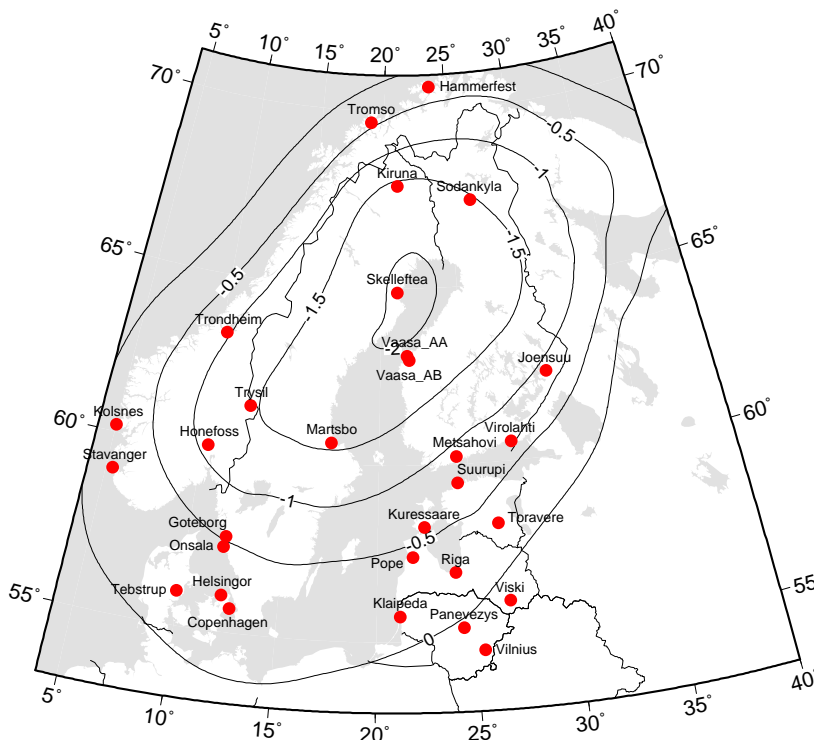 5° 10° 15° 20° 25° 30° 35° 40°
70° 70°
Hammerfest
Tromso
-0.5
-1
Kiruna
Sodankyla
65° 65°
-1.5
-0.5
Skelleftea
-1.5
Trondheim
-2
Vaasa_AA
Vaasa_AB
Joensuu
Trysil
60° 60°
Kolsnes
Honefoss
Martsbo
Virolahti
Metsahovi
Stavanger
Suurupi
-1
Kuressaare
Toravere
Goteborg
Onsala
-0.5
Pope
Riga
55° 55°
Tebstrup
Helsingor
Viski
Klaipeda
Panevezys
Copenhagen
0
Vilnius
5° 10° 15° 20° 25° 30° 35° 40°